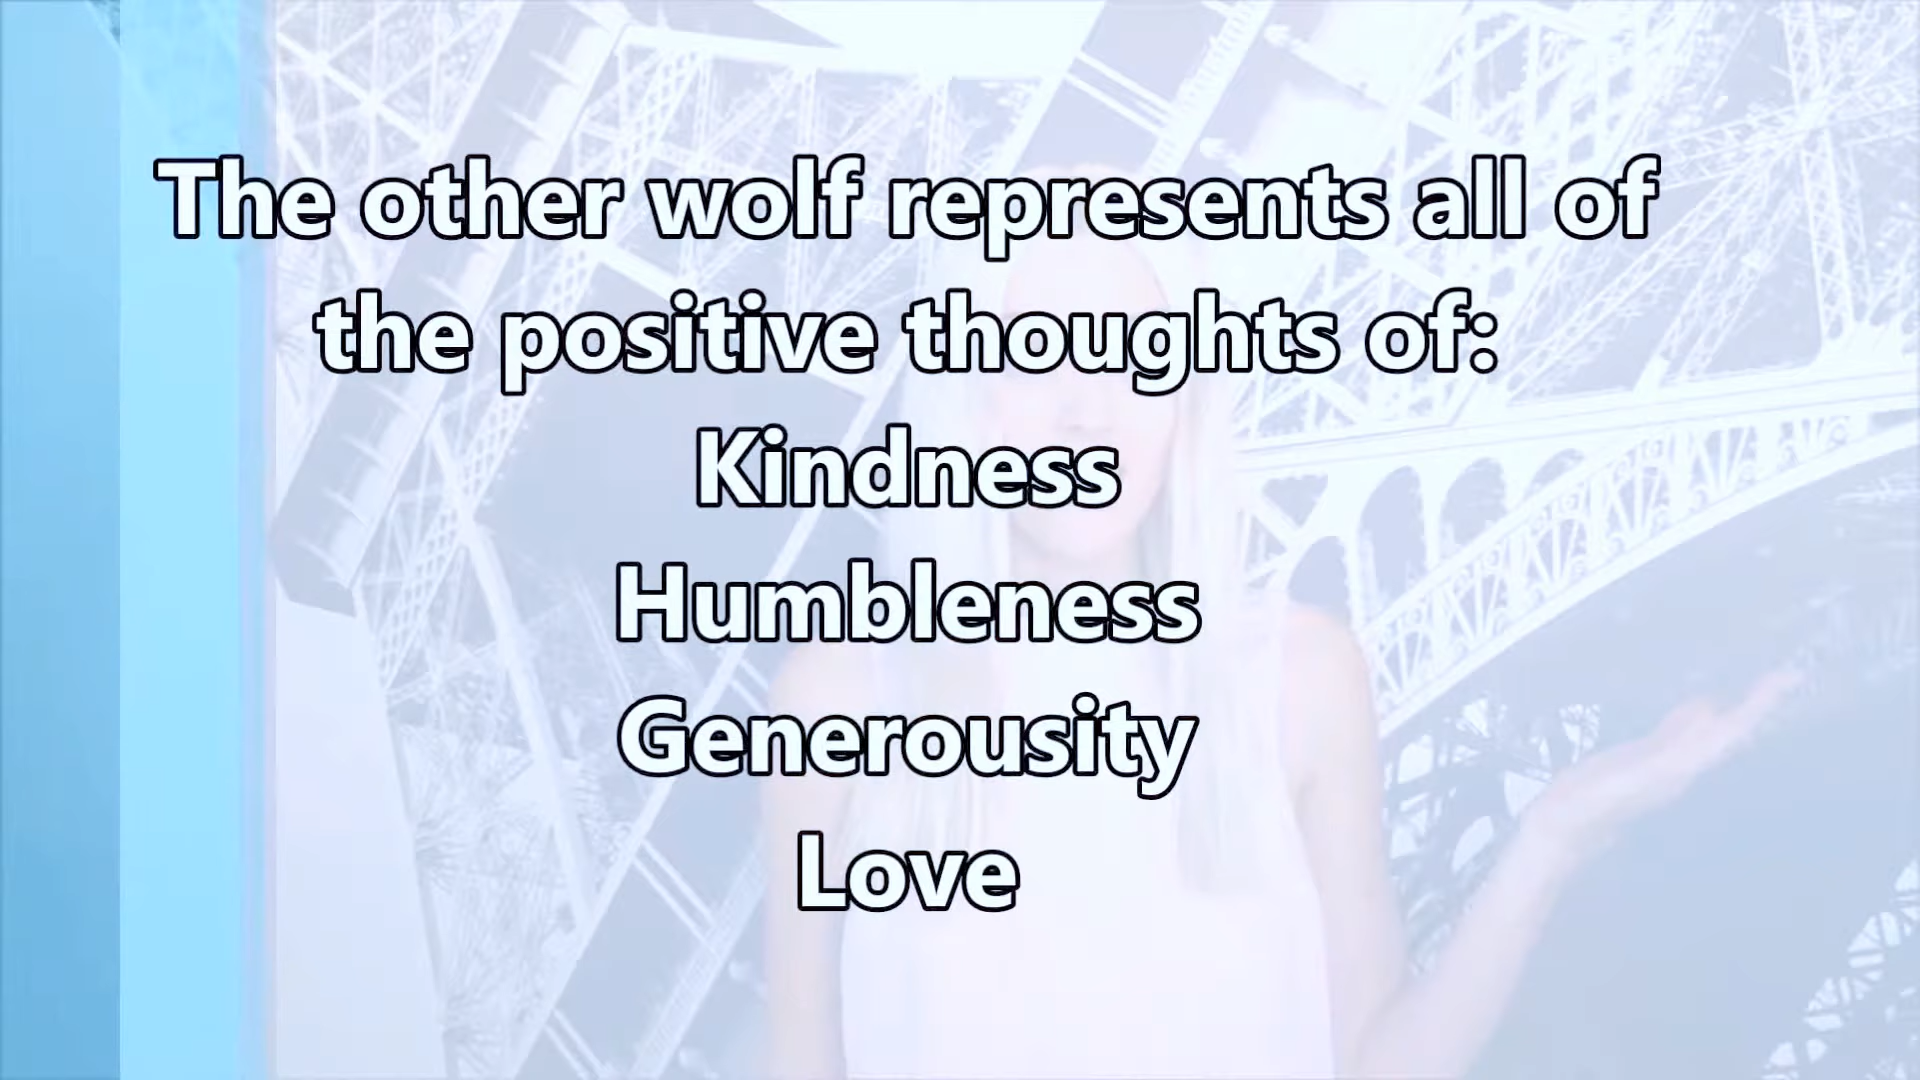 The other wolf represents all of
the positive thoughts of:
Kindness
Humbleness
Generousity
Love